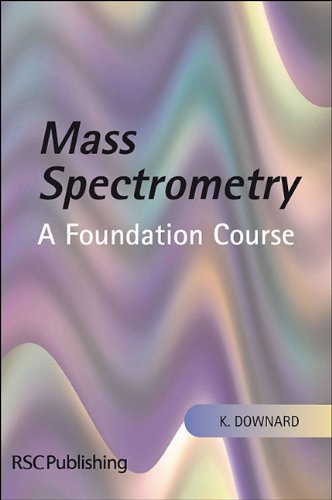 Mass
Spectrometry
A Foundation Course
K. DOWNARD
RSCPublishing